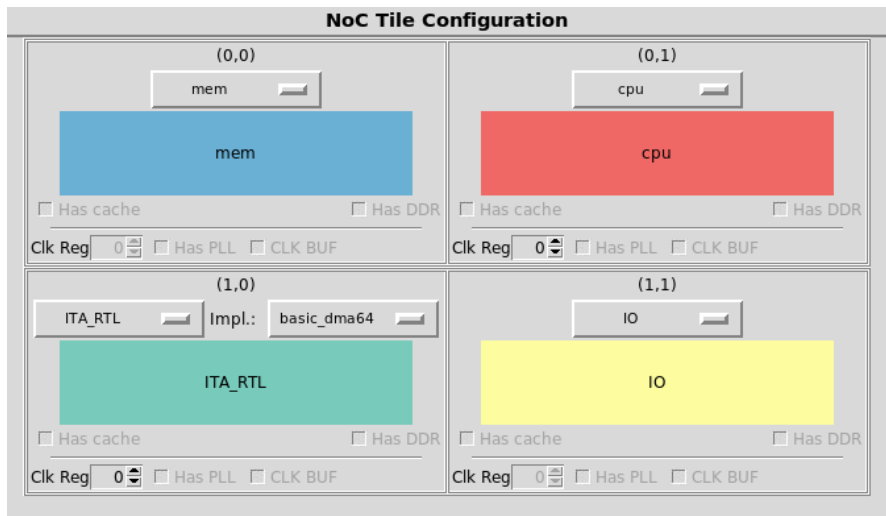 NoC Tile Configuration
(0,0)
mem
mem
Has cache Has DDR
Clk Reg 0 Has PLL CLK BUF
(0,1)
cpu
cpu
Has cache Has DDR
Clk Reg 0 Has PLL CLK BUF
(1,0)
ITA_RTL Impl.: basic_dma64
ITA_RTL
Has cache Has DDR
Clk Reg 0 Has PLL CLK BUF
(1,1)
IO
IO
Has cache Has DDR
Clk Reg 0 Has PLL CLK BUF